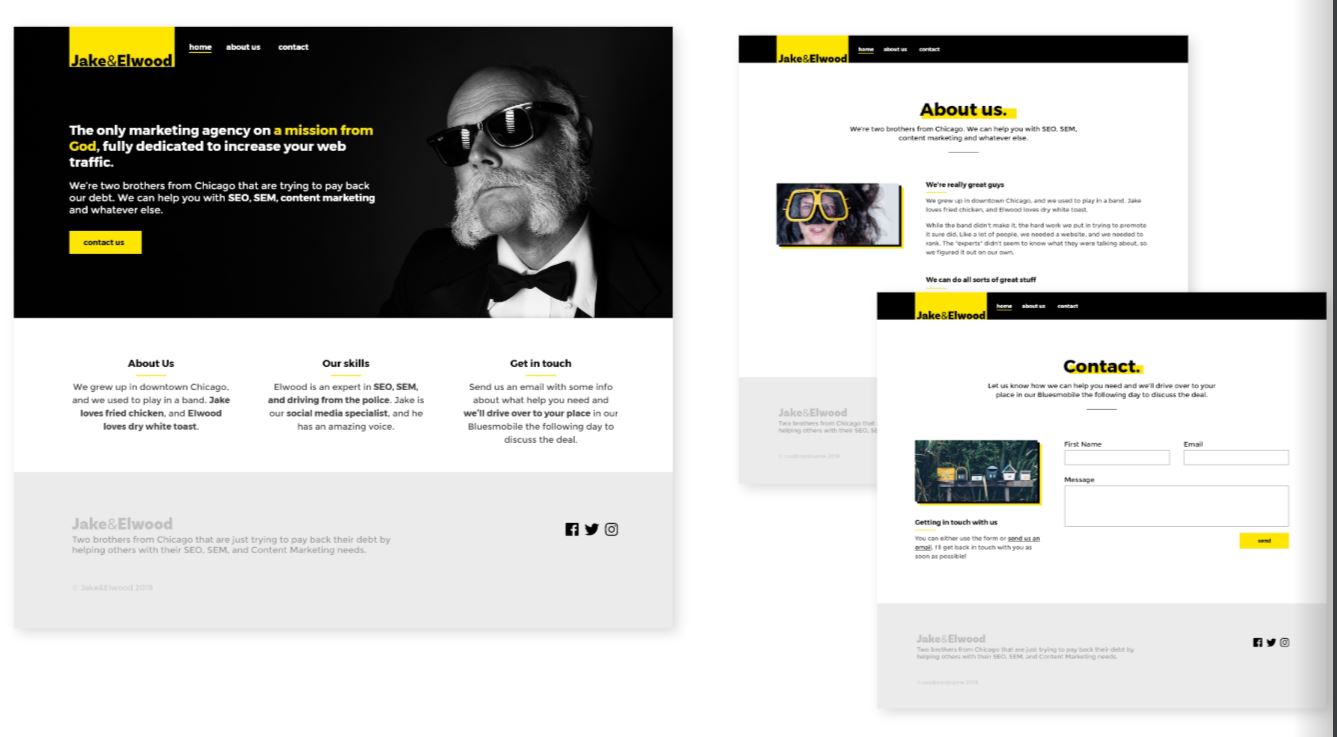 Jake&Elwood
home about us contact
The only marketing agency on a mission from
God, fully dedicated to increase your web
traffic.
We're two brothers from Chicago that are trying to pay back
our debt. We can help you with SEO, SEM, content marketing
and whatever else.
contact us
About Us
We grew up in downtown Chicago,
and we used to play in a band. Jake
loves fried chicken, and Elwood
loves dry white toast.
Our skills
Elwood is an expert in SEO, SEM,
and driving from the police. Jake is
our social media specialist, and he
has an amazing voice.
Get in touch
Send us an email with some info
about what help you need and
we'll drive over to your place in our
Bluesmobile the following day to
discuss the deal.
Jake&Elwood
Two brothers from Chicago that are just trying to pay back their debt by
helping others with their SEO, SEM, and Content Marketing needs.
© Jake&Elwood 2019
Jake&Elwood
home about us contact
About us.
We're two brothers from Chicago. We can help you with SEO, SEM,
content marketing and whatever else.
We're really great guys
We grew up in downtown Chicago, and we used to play in a band. Jake
loves fried chicken, and Elwood loves dry white toast.
While the band didn't make it, the hard work we put in trying to promote
it sure did. Like a lot of people, we needed a website, and we needed to
rank. The "experts" didn't seem to know what they were talking about, so
we figured it out on our own.
We can do all sorts of great stuff
Jake&Elwood
Two brothers from Chicago that
helping others with their SEO, SE
Jake&Elwood
home about us contact
Contact.
Let us know how we can help you need and we'll drive over to your
place in our Bluesmobile the following day to discuss the deal.
First Name
Email
Message
send
Getting in touch with us
You can either use the form or send us an
email. I'll get back in touch with you as
soon as possible!
Jake&Elwood
Two brothers from Chicago that are just trying to pay back their debt by
helping others with their SEO, SEM, and Content Marketing needs.